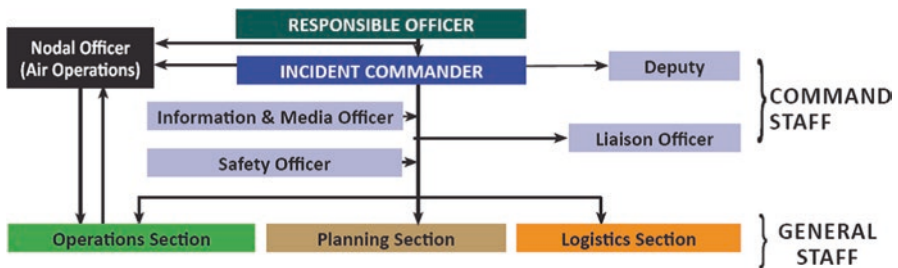 RESPONSIBLE OFFICER
Nodal Officer
(Air Operations)
INCIDENT COMMANDER
Deputy
COMMAND
STAFF
Information & Media Officer
Liaison Officer
Safety Officer
Operations Section
Planning Section
Logistics Section
GENERAL
STAFF